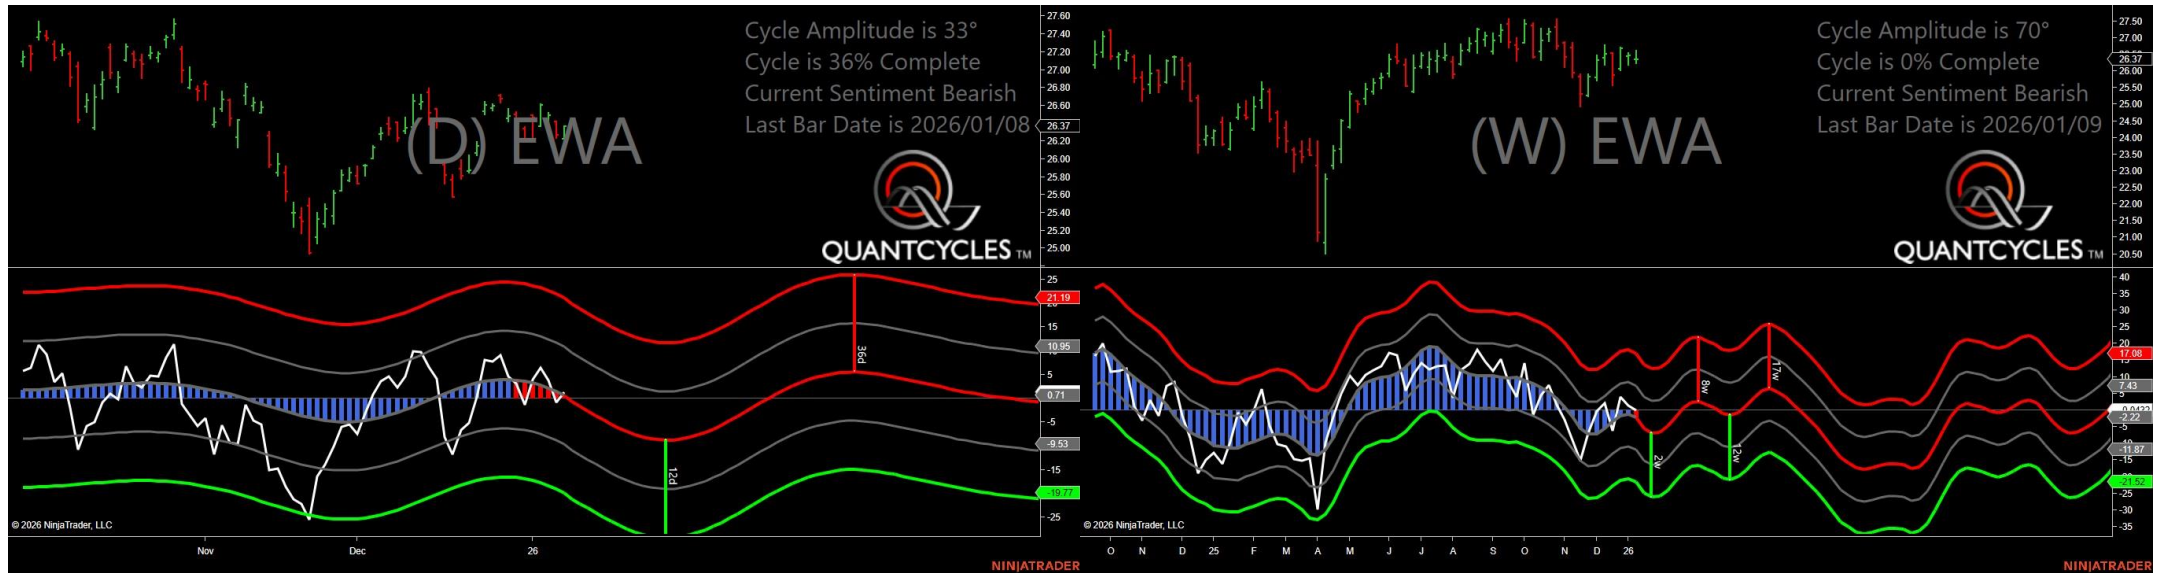 Cycle Amplitude is 33°
Cycle is 36% Complete
Current Sentiment Bearish
Last Bar Date is 2026/01/08
(D) EWA
QUANTCYCLES TM
27.60
27.40
27.20
27.00
26.80
26.60
26.37
26.20
26.00
25.80
25.60
25.40
25.20
25.00
25
21.19
15
10.95
5
0.71
-5
-9.53
-15
-19.77
-25
36d
12d
© 2026 NinjaTrader, LLC
Nov
Dec
26
NINJATRADER
Cycle Amplitude is 70°
Cycle is 0% Complete
Current Sentiment Bearish
Last Bar Date is 2026/01/09
(W) EWA
QUANTCYCLES TM
27.50
27.00
26.37
26.00
25.50
25.00
24.50
24.00
23.50
23.00
22.50
22.00
21.50
21.00
20.50
40
35
30
25
20
17.08
10
7.43
5
-2.22
-5
-11.87
-15
-21.52
-25
-30
-35
2w
8w
12w
17w
© 2026 NinjaTrader, LLC
O N D 25 F M A M J J A S O N D 26
NINJATRADER